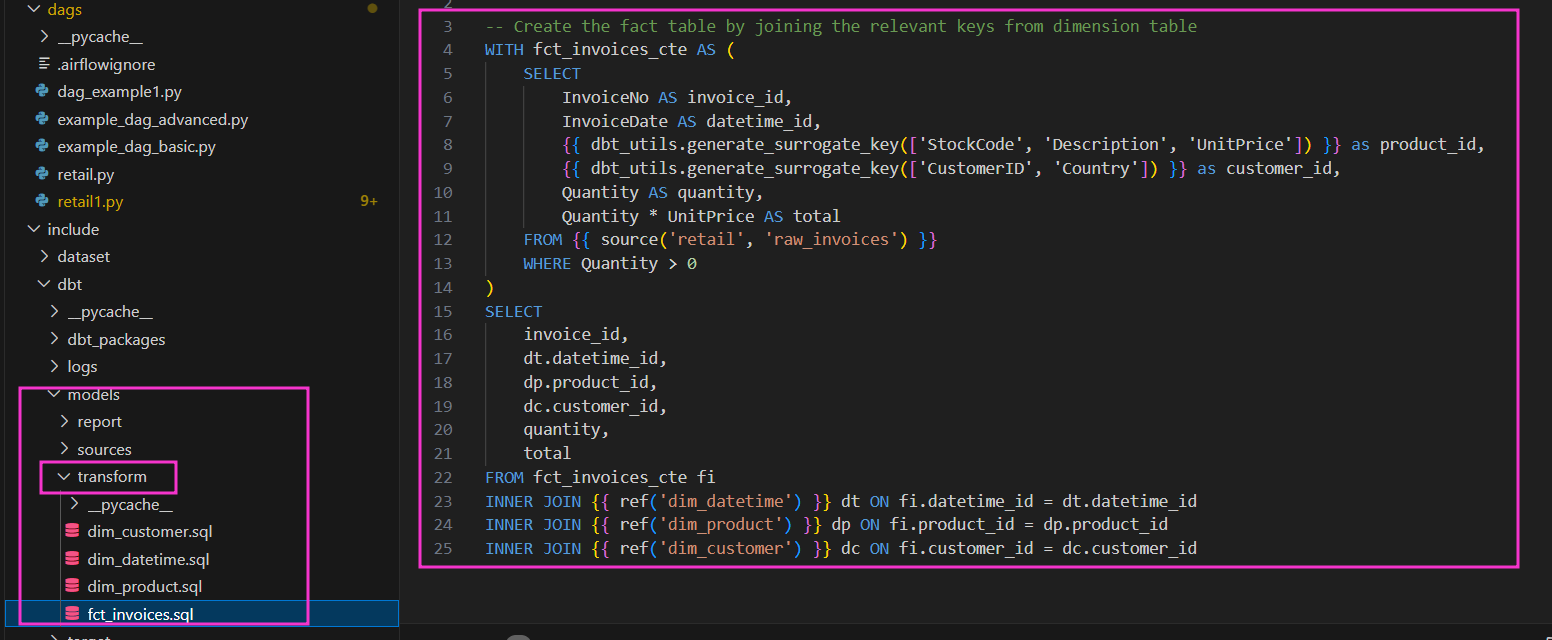 dags
__pycache__
.airflowignore
dag_example1.py
example_dag_advanced.py
example_dag_basic.py
retail.py
retail1.py 9+
include
dataset
dbt
__pycache__
dbt_packages
logs
models
report
sources
transform
__pycache__
dim_customer.sql
dim_datetime.sql
dim_product.sql
fct_invoices.sql
target
2
3 -- Create the fact table by joining the relevant keys from dimension table
4 WITH fct_invoices_cte AS (
5 SELECT
6 InvoiceNo AS invoice_id,
7 InvoiceDate AS datetime_id,
8 {{ dbt_utils.generate_surrogate_key(['StockCode', 'Description', 'UnitPrice']) }} as product_id,
9 {{ dbt_utils.generate_surrogate_key(['CustomerID', 'Country']) }} as customer_id,
10 Quantity AS quantity,
11 Quantity * UnitPrice AS total
12 FROM {{ source('retail', 'raw_invoices') }}
13 WHERE Quantity > 0
14 )
15 SELECT
16 invoice_id,
17 dt.datetime_id,
18 dp.product_id,
19 dc.customer_id,
20 quantity,
21 total
22 FROM fct_invoices_cte fi
23 INNER JOIN {{ ref('dim_datetime') }} dt ON fi.datetime_id = dt.datetime_id
24 INNER JOIN {{ ref('dim_product') }} dp ON fi.product_id = dp.product_id
25 INNER JOIN {{ ref('dim_customer') }} dc ON fi.customer_id = dc.customer_id